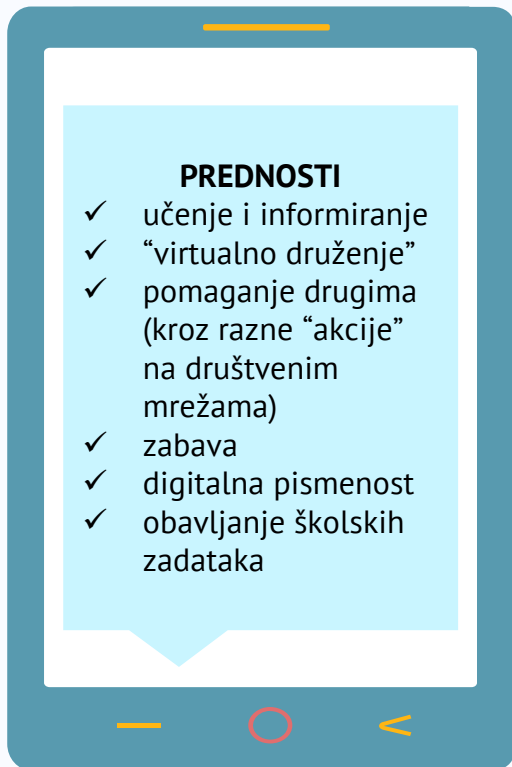 PREDNOSTI
✓ učenje i informiranje
✓ “virtualno druženje”
✓ pomaganje drugima
(kroz razne “akcije”
na društvenim
mrežama)
✓ zabava
✓ digitalna pismenost
✓ obavljanje školskih
zadataka